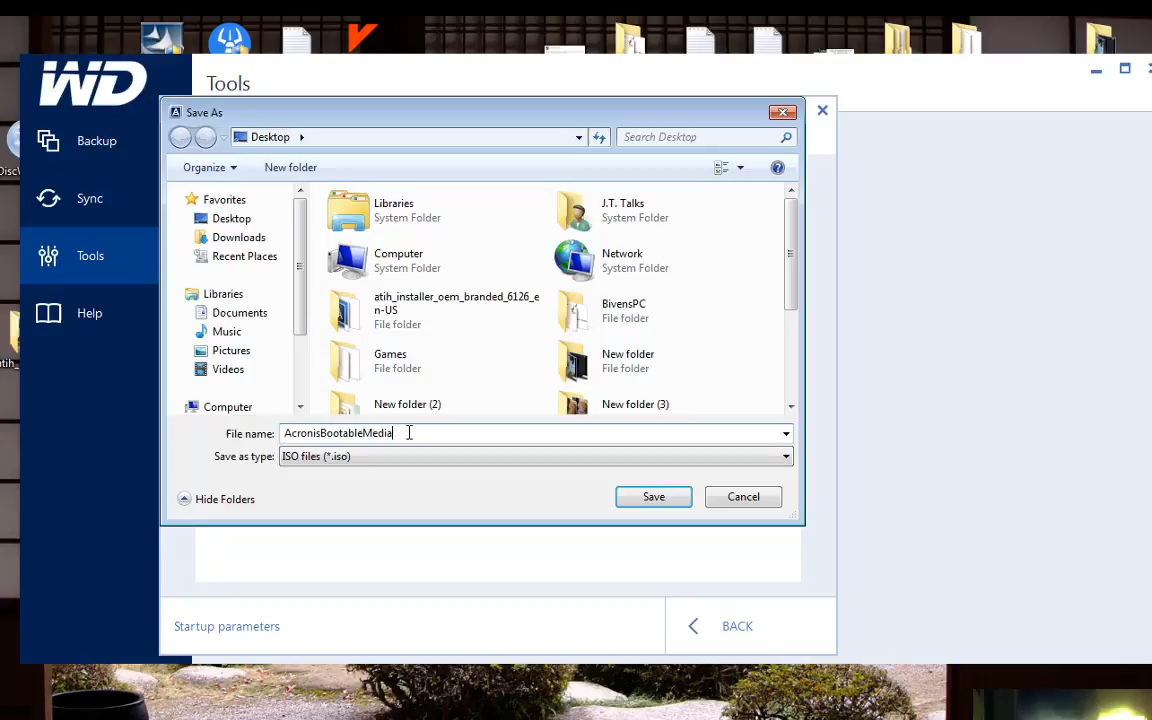 WD
Tools
Backup
Sync
Tools
Help
Save As
Desktop
Search Desktop
Organize
New folder
Favorites
Desktop
Downloads
Recent Places
Libraries
Documents
Music
Pictures
Videos
Computer
Libraries
System Folder
J.T. Talks
System Folder
Computer
System Folder
Network
System Folder
atih_installer_oem_branded_6126_e
n-US
File folder
BivensPC
File folder
Games
File folder
New folder
File folder
New folder (2)
New folder (3)
File name:
AcronisBootableMedia
Save as type:
ISO files (*.iso)
Hide Folders
Save
Cancel
Startup parameters
BACK